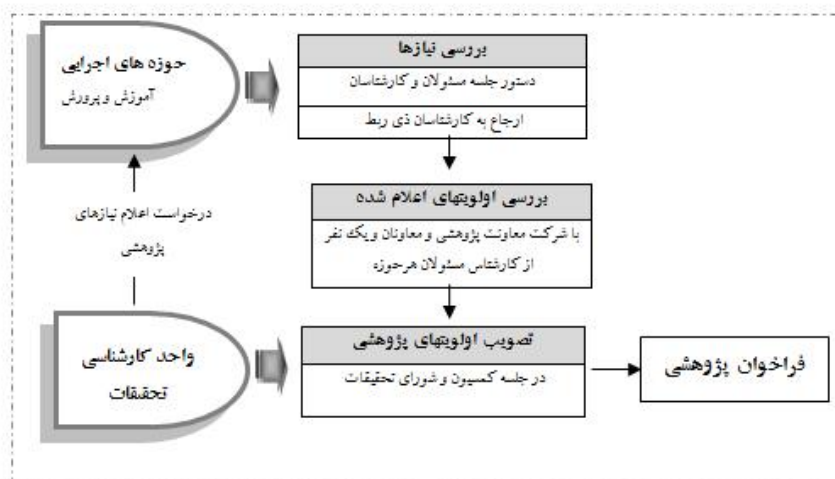 حوزه های اجرایی
آموزش و پرورش
بررسی نیازها
دستور جلسه مسئولان و کارشناسان
ارجاع به کارشناسان ذی ربط
درخواست اعلام نیازهای
پژوهشی
بررسی اولویتهای اعلام شده
با شرکت معاونت پژوهشی و معاونان و یک نفر
از کارشناس مسئولان هرحوزه
واحد کارشناسی
تحقیقات
تصویب اولویتهای پژوهشی
در جلسه کمسیون و شورای تحقیقات
فراخوان پژوهشی